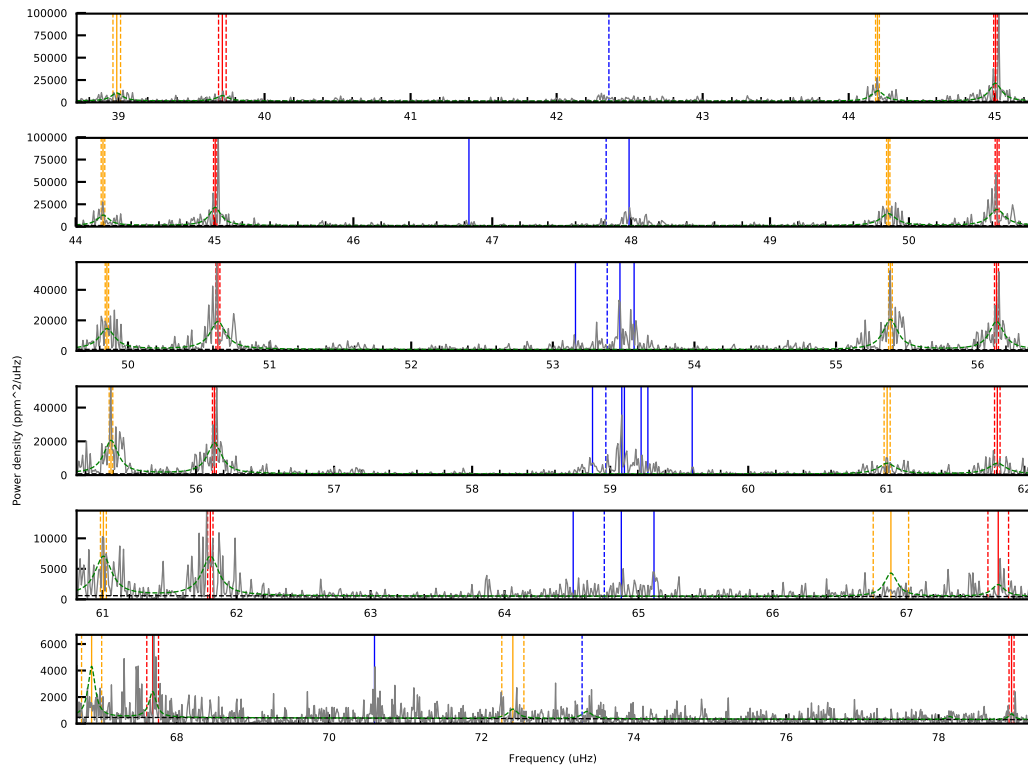 100000
75000
50000
25000
0
39 40 41 42 43 44 45
100000
75000
50000
25000
0
44 45 46 47 48 49 50
40000
20000
0
50 51 52 53 54 55 56
Power density (ppm^2/uHz)
40000
20000
0
56 57 58 59 60 61 62
10000
5000
0
61 62 63 64 65 66 67
6000
4000
2000
0
68 70 72 74 76 78
Frequency (uHz)